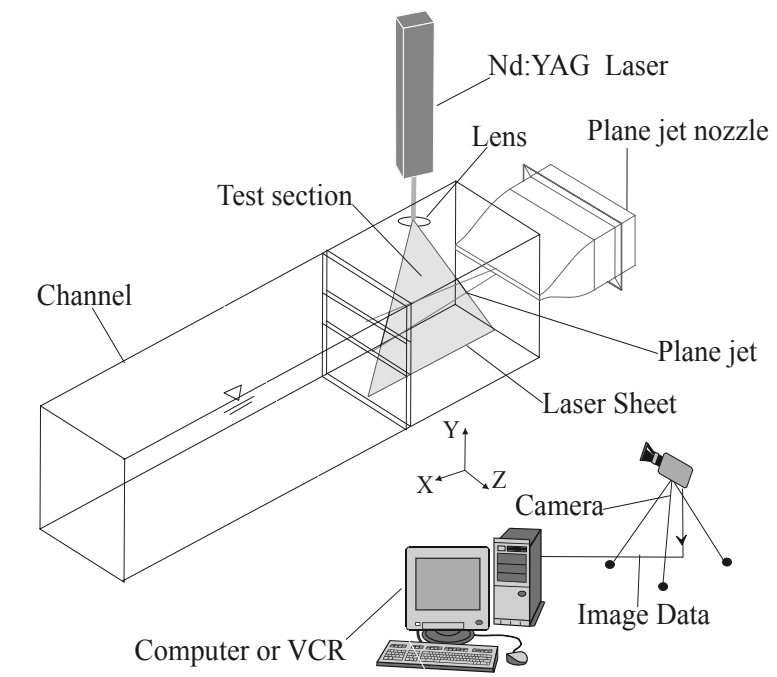 Nd:YAG Laser
Lens
Plane jet nozzle
Test section
Channel
Plane jet
Laser Sheet
Y
X
Z
Camera
Image Data
Computer or VCR